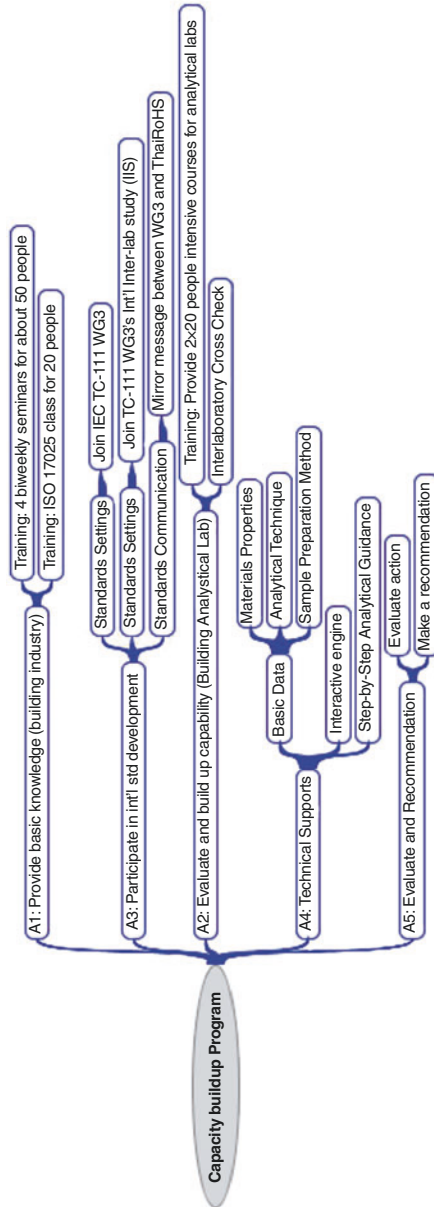 Capacity buildup Program
A1: Provide basic knowledge (building industry)
Training: 4 biweekly seminars for about 50 people
Training: ISO 17025 class for 20 people
A3: Participate in int'l std development
Standards Settings
Join IEC TC-111 WG3
Standards Settings
Join TC-111 WG3's Int'l Inter-lab study (IIS)
Standards Communication
Mirror message between WG3 and ThaiRoHS
A2: Evaluate and build up capability (Building Analystical Lab)
Training: Provide 2×20 people intensive courses for analytical labs
Interlaboratory Cross Check
A4: Technical Supports
Basic Data
Materials Properties
Analytical Technique
Sample Preparation Method
Interactive engine
Step-by-Step Analytical Guidance
A5: Evaluate and Recommendation
Evaluate action
Make a recommendation